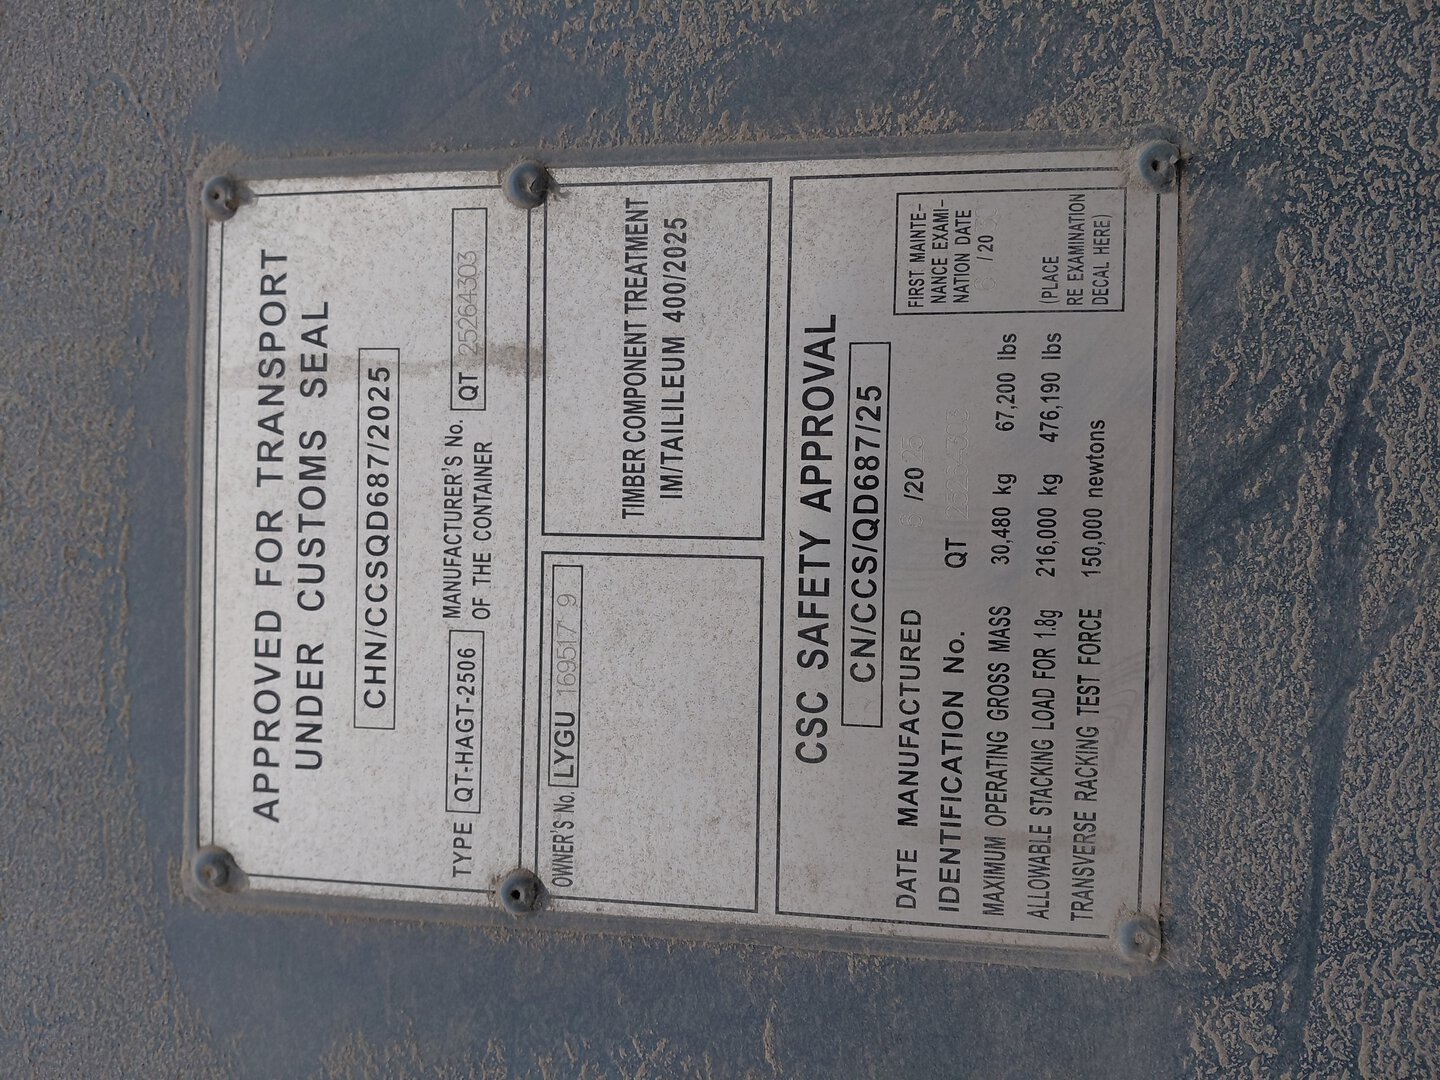 APPROVED FOR TRANSPORT
UNDER CUSTOMS SEAL
CHN/CCSQD687/2025
TYPE QT-HAGT-2506 MANUFACTURER'S No. OF THE CONTAINER QT 25264303
OWNER'S No. LYGU 169517 9
TIMBER COMPONENT TREATMENT
IM/TAILILEUM 400/2025
CSC SAFETY APPROVAL
CN/CCS/QD687/25
DATE MANUFACTURED /2025
IDENTIFICATION No. QT 25264303
MAXIMUM OPERATING GROSS MASS 30,480 kg 67,200 lbs
ALLOWABLE STACKING LOAD FOR 1.8g 216,000 kg 476,190 lbs
TRANSVERSE RACKING TEST FORCE 150,000 newtons
FIRST MAINTE-
NANCE EXAMI-
NATION DATE
/20
(PLACE
RE EXAMINATION
DECAL HERE)